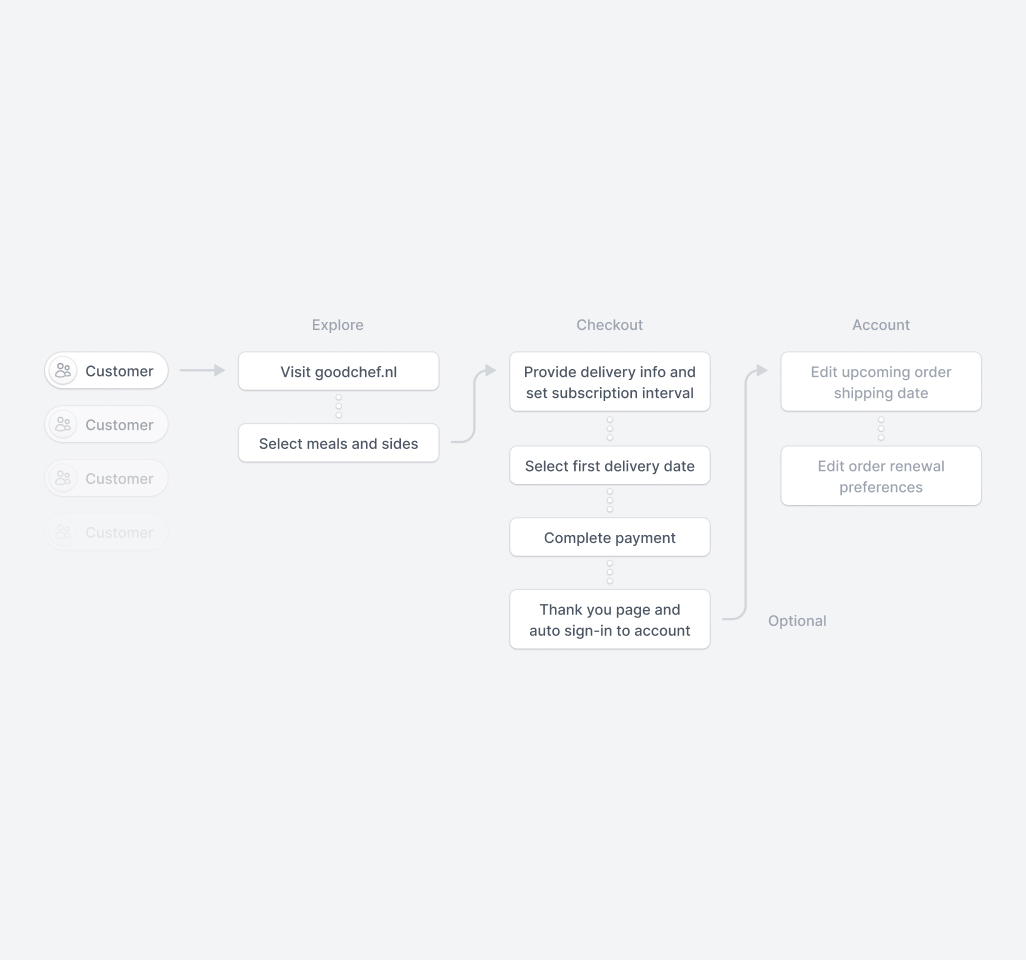 Explore
Checkout
Account
Customer
Customer
Customer
Customer
Visit goodchef.nl
Select meals and sides
Provide delivery info and
set subscription interval
Select first delivery date
Complete payment
Thank you page and
auto sign-in to account
Optional
Edit upcoming order
shipping date
Edit order renewal
preferences